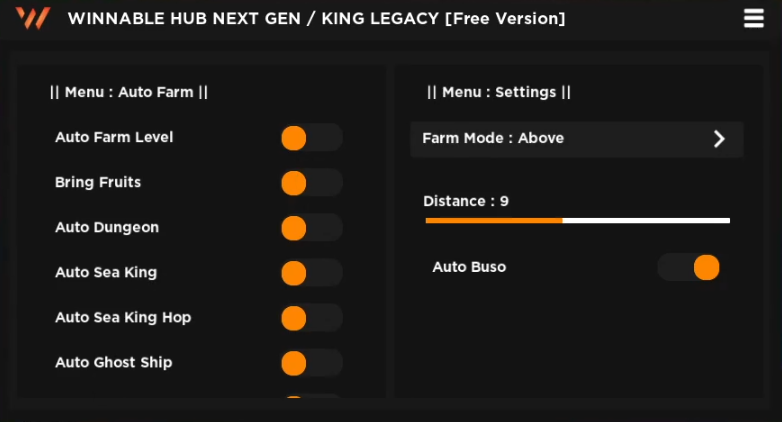 WINNABLE HUB NEXT GEN / KING LEGACY [Free Version]
|| Menu : Auto Farm ||
Auto Farm Level
Bring Fruits
Auto Dungeon
Auto Sea King
Auto Sea King Hop
Auto Ghost Ship
|| Menu : Settings ||
Farm Mode : Above
Distance : 9
Auto Buso